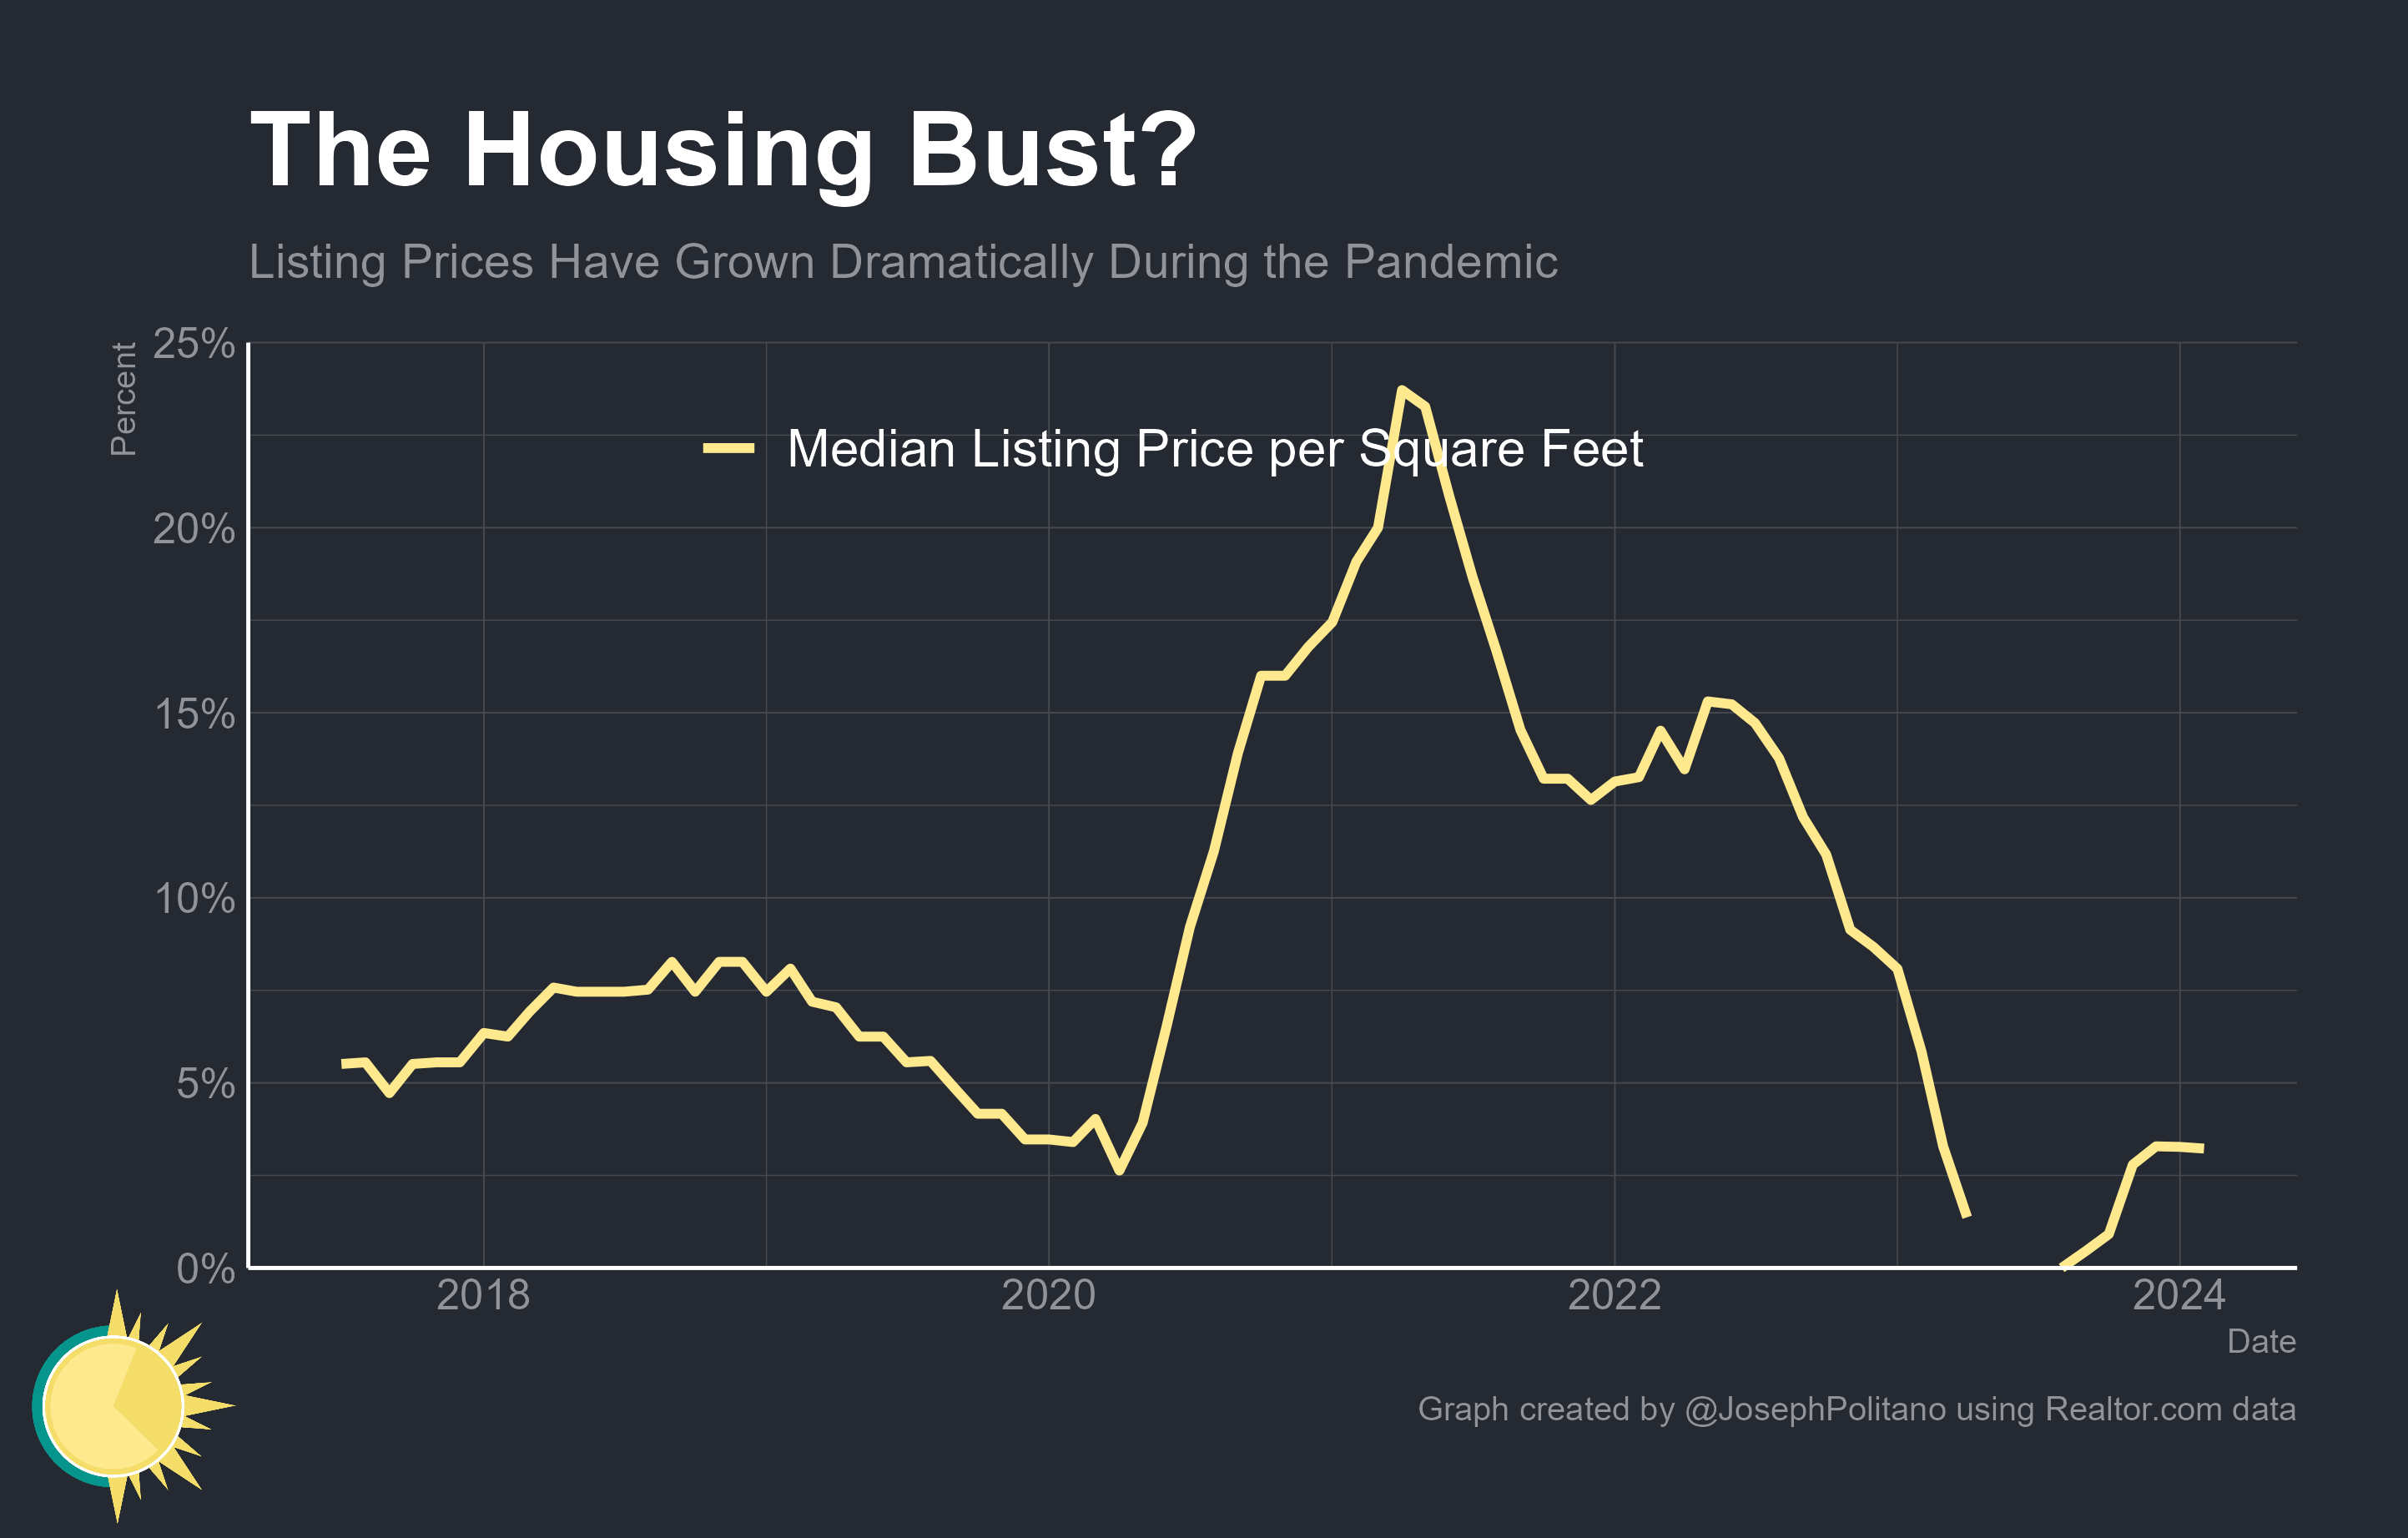 The Housing Bust?
Listing Prices Have Grown Dramatically During the Pandemic
Percent
25%
Median Listing Price per Square Feet
20%
15%
10%
5%
0%
2018 2020 2022 2024
Date
Graph created by @JosephPolitano using Realtor.com data